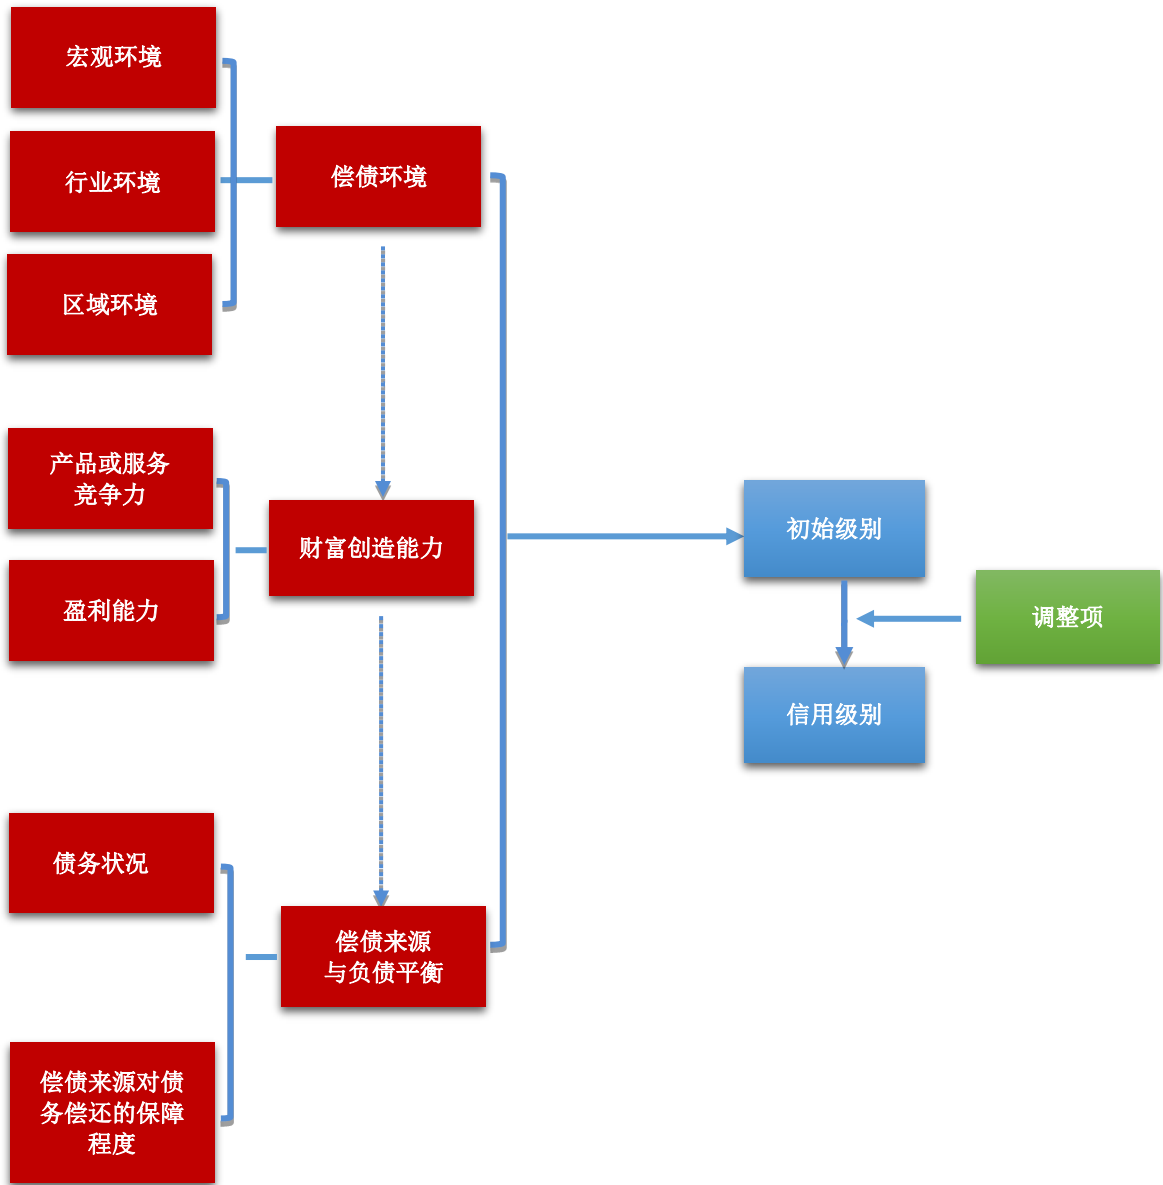 宏观环境
行业环境
区域环境
偿债环境
产品或服务
竞争力
盈利能力
财富创造能力
债务状况
偿债来源对债
务偿还的保障
程度
偿债来源
与负债平衡
初始级别
调整项
信用级别